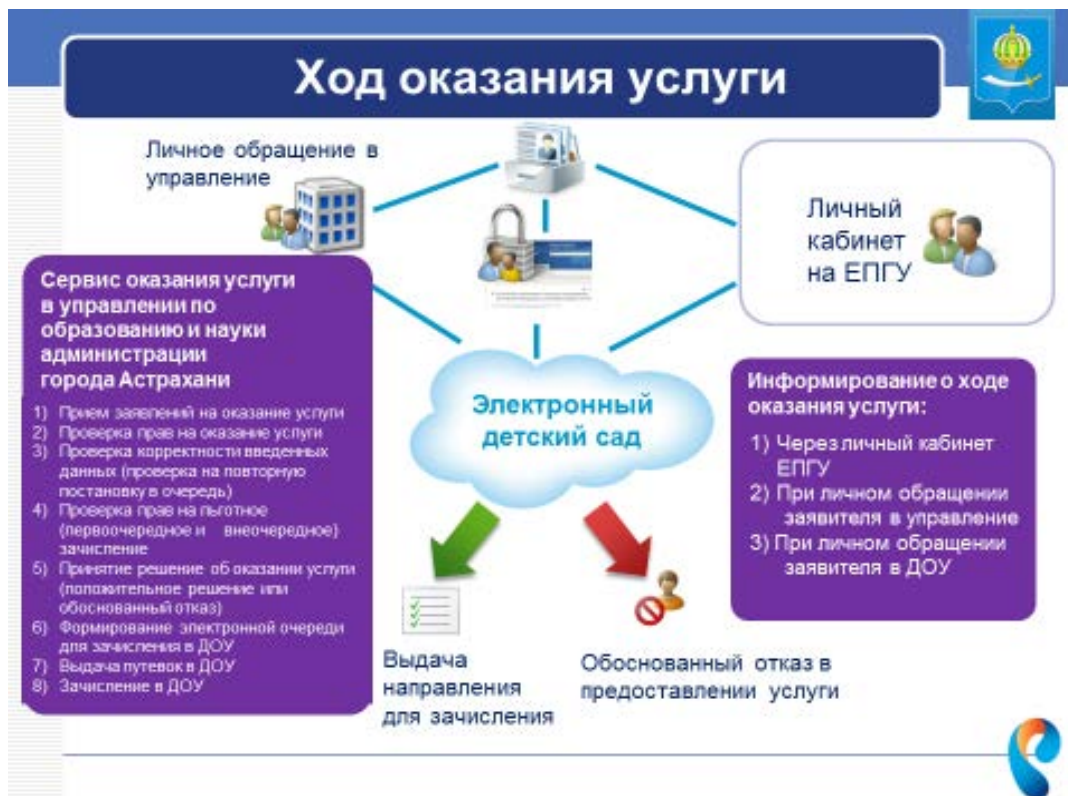 Ход оказания услуги
Личное обращение в
управление
Личный
кабинет
на ЕПГУ
Сервис оказания услуги
в управлении по
образованию и науки
администрации
города Астрахани
1) Прием заявлений на оказание услуги
2) Проверка прав на оказание услуги
3) Проверка корректности введенных
данных (проверка на повторную
постановку в очередь)
4) Проверка прав на льготное
(первоочередное и внеочередное)
зачисление
5) Принятие решение об оказании услуги
(положительное решение или
обоснованный отказ)
6) Формирование электронной очереди
для зачисления в ДОУ
7) Выдача путевок в ДОУ
8) Зачисление в ДОУ
Электронный
детский сад
Информирование о ходе
оказания услуги:
1) Через личный кабинет
ЕПГУ
2) При личном обращении
заявителя в управление
3) При личном обращении
заявителя в ДОУ
Выдача
направления
для зачисления
Обоснованный отказ в
предоставлении услуги